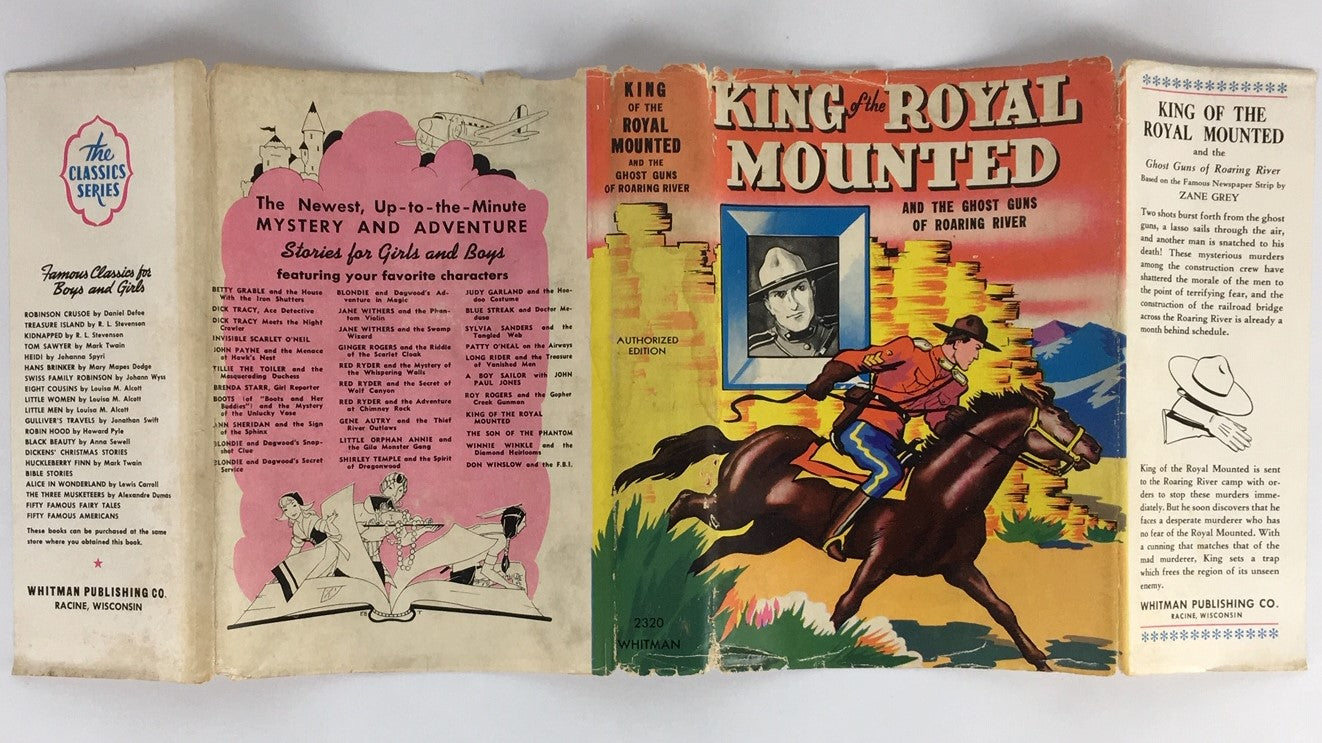 The
CLASSICS
SERIES
Famous Classics for
Boys and Girls
ROBINSON CRUSOE by Daniel Defoe
TREASURE ISLAND by R. L. Stevenson
KIDNAPPED by R. L. Stevenson
TOM SAWYER by Mark Twain
HEIDI by Johanna Spyri
HANS BRINKER by Mary Mapes Dodge
SWISS FAMILY ROBINSON by Johann Wyss
EIGHT COUSINS by Louisa M. Alcott
LITTLE WOMEN by Louisa M. Alcott
LITTLE MEN by Louisa M. Alcott
GULLIVER'S TRAVELS by Jonathan Swift
ROBIN HOOD by Howard Pyle
BLACK BEAUTY by Anna Sewell
DICKENS' CHRISTMAS STORIES
HUCKLEBERRY FINN by Mark Twain
BIBLE STORIES
ALICE IN WONDERLAND by Lewis Carroll
THE THREE MUSKETEERS by Alexandre Dumas
FIFTY FAMOUS FAIRY TALES
FIFTY FAMOUS AMERICANS
These books can be purchased at the same
store where you obtained this book.
WHITMAN PUBLISHING CO.
RACINE, WISCONSIN
The Newest, Up-to-the-Minute
MYSTERY AND ADVENTURE
Stories for Girls and Boys
featuring your favorite characters
BETTY GRABLE and the House
With the Iron Shutters
DICK TRACY, Ace Detective
DICK TRACY Meets the Night
Crawler
INVISIBLE SCARLET O'NEIL
JOHN PAYNE and the Menace
at Hawk's Nest
TILLIE THE TOILER and the
Masquerading Duchess
BRENDA STARR, Girl Reporter
BOOTS (of "Boots and Her
Buddies") and the Mystery
of the Unlucky Vase
ANN SHERIDAN and the Sign
of the Sphinx
BLONDIE and Dagwood's Snap-
shot Clue
BLONDIE and Dagwood's Secret
Service
BLONDIE and Dagwood's Ad-
venture in Magic
JANE WITHERS and the Phan-
tom Violin
JANE WITHERS and the Swamp
Wizard
GINGER ROGERS and the Riddle
of the Scarlet Cloak
RED RYDER and the Mystery of
the Whispering Walls
RED RYDER and the Secret of
Wolf Canyon
RED RYDER and the Adventure
at Chimney Rock
GENE AUTRY and the Thief
River Outlaws
LITTLE ORPHAN ANNIE and
the Gila Monster Gang
SHIRLEY TEMPLE and the Spirit
of Dragonwood
JUDY GARLAND and the Hoo-
doo Costume
BLUE STREAK and Doctor Me-
dusa
SYLVIA SANDERS and the
Tangled Web
PATTY O'NEAL on the Airways
LONG RIDER and the Treasure
of Vanished Men
A BOY SAILOR with JOHN
PAUL JONES
ROY ROGERS and the Gopher
Creek Gunman
KING OF THE ROYAL
MOUNTED
THE SON OF THE PHANTOM
WINNIE WINKLE and the
Diamond Heirlooms
DON WINSLOW and the F.B.I.
KING
OF THE
ROYAL
MOUNTED
AND THE
GHOST GUNS
OF ROARING RIVER
AUTHORIZED
EDITION
2320
WHITMAN
KING of the ROYAL
MOUNTED
AND THE GHOST GUNS
OF ROARING RIVER
KING OF THE
ROYAL MOUNTED
and the
Ghost Guns of Roaring River
Based on the Famous Newspaper Strip by
ZANE GREY
Two shots burst forth from the ghost
guns, a lasso sails through the air,
and another man is snatched to his
death! These mysterious murders
among the construction crew have
shattered the morale of the men to
the point of terrifying fear, and the
construction of the railroad bridge
across the Roaring River is already a
month behind schedule.
King of the Royal Mounted is sent
to the Roaring River camp with or-
ders to stop these murders imme-
diately. But he soon discovers that he
faces a desperate murderer who has
no fear of the Royal Mounted. With
a cunning that matches that of the
mad murderer, King sets a trap
which frees the region of its unseen
enemy.
WHITMAN PUBLISHING CO.
RACINE, WISCONSIN